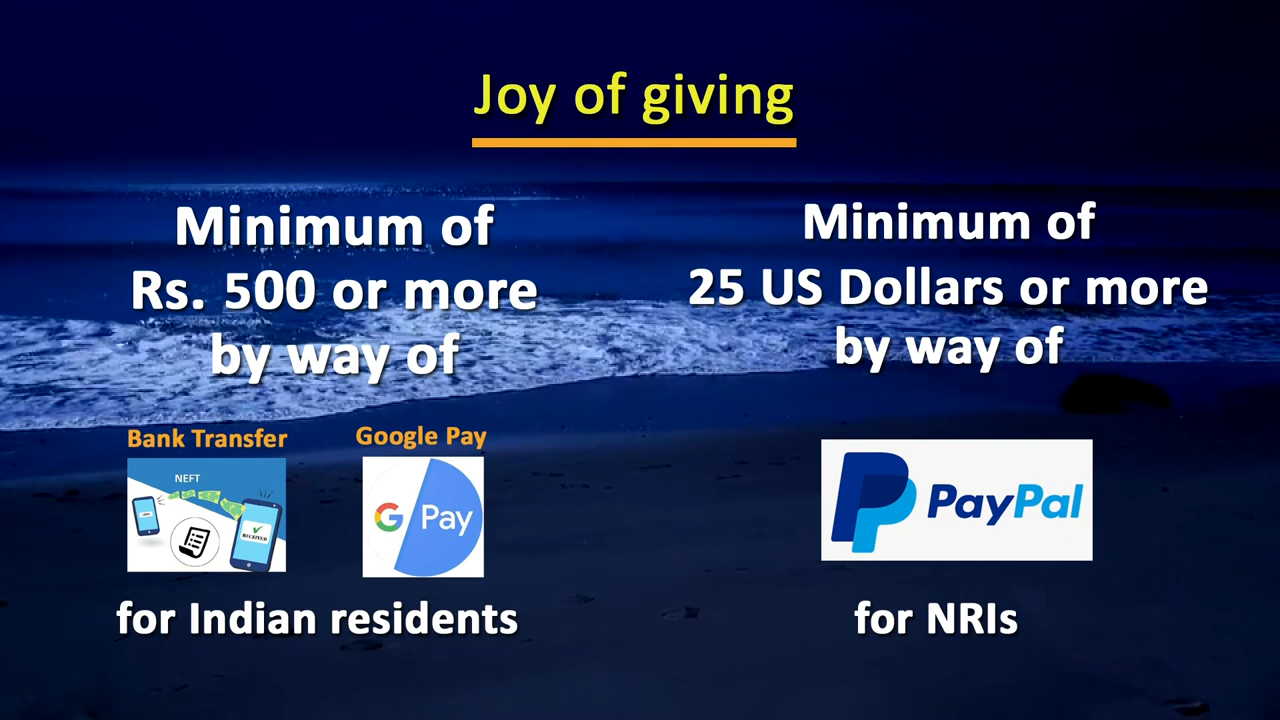 Joy of giving
Minimum of
Rs. 500 or more
by way of
Bank Transfer
Google Pay
NEFT
RECEIVED
G Pay
for Indian residents
Minimum of
25 US Dollars or more
by way of
PayPal
for NRIs